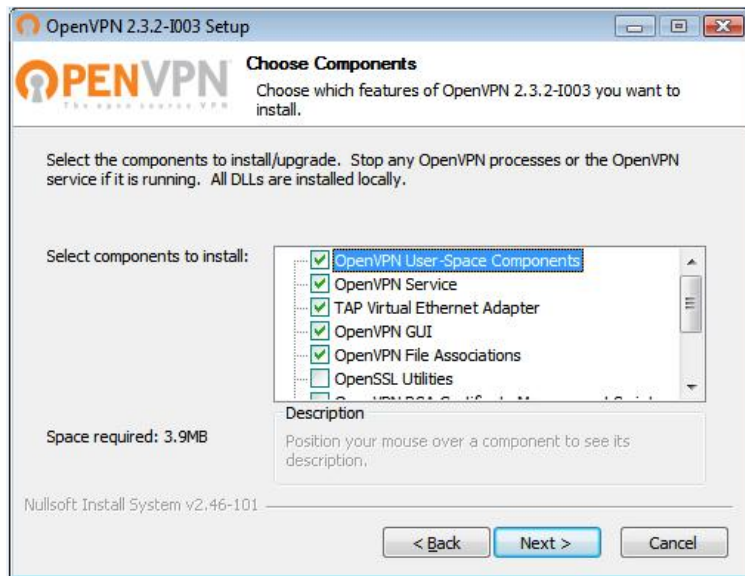 OpenVPN 2.3.2-I003 Setup
OPENVPN
The open source VPN
Choose Components
Choose which features of OpenVPN 2.3.2-I003 you want to
install.
Select the components to install/upgrade. Stop any OpenVPN processes or the OpenVPN
service if it is running. All DLLs are installed locally.
Select components to install:
OpenVPN User-Space Components
OpenVPN Service
TAP Virtual Ethernet Adapter
OpenVPN GUI
OpenVPN File Associations
OpenSSL Utilities
Space required: 3.9MB
Description
Position your mouse over a component to see its
description.
Nullsoft Install System v2.46-101
< Back
Next >
Cancel